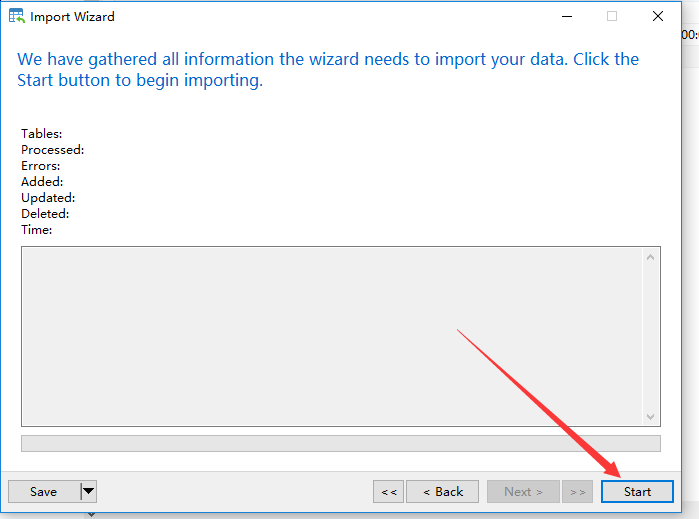 Import Wizard
00:
We have gathered all information the wizard needs to import your data. Click the
Start button to begin importing.
Tables:
Processed:
Errors:
Added:
Updated:
Deleted:
Time:
Save
<<
< Back
Next >
>>
Start